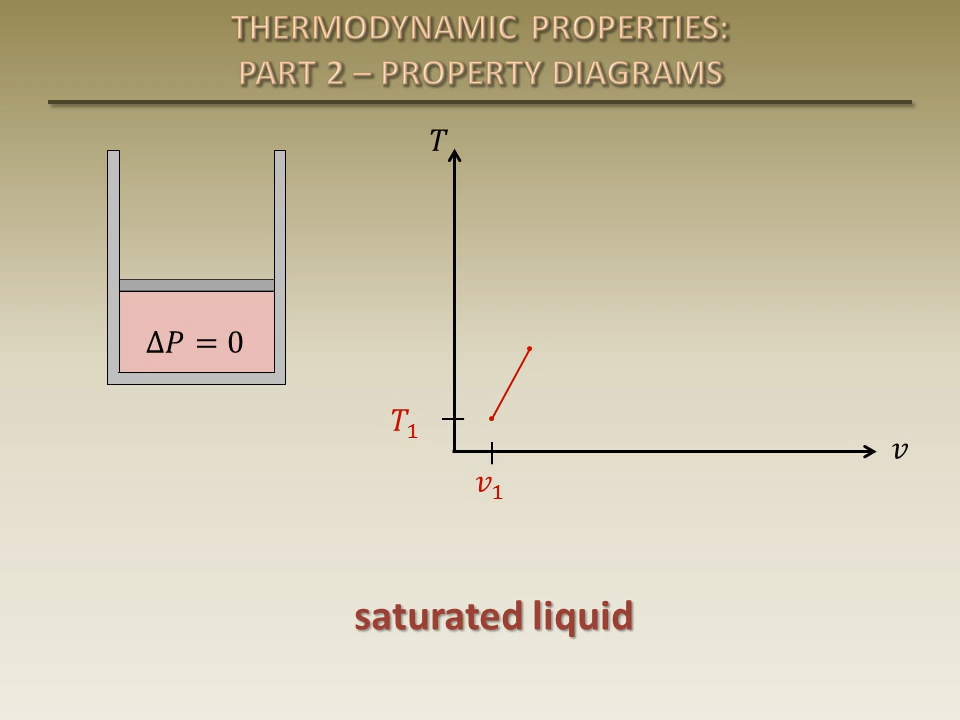 THERMODYNAMIC PROPERTIES:
PART 2 – PROPERTY DIAGRAMS
T
ΔP = 0
T₁
v
v₁
saturated liquid